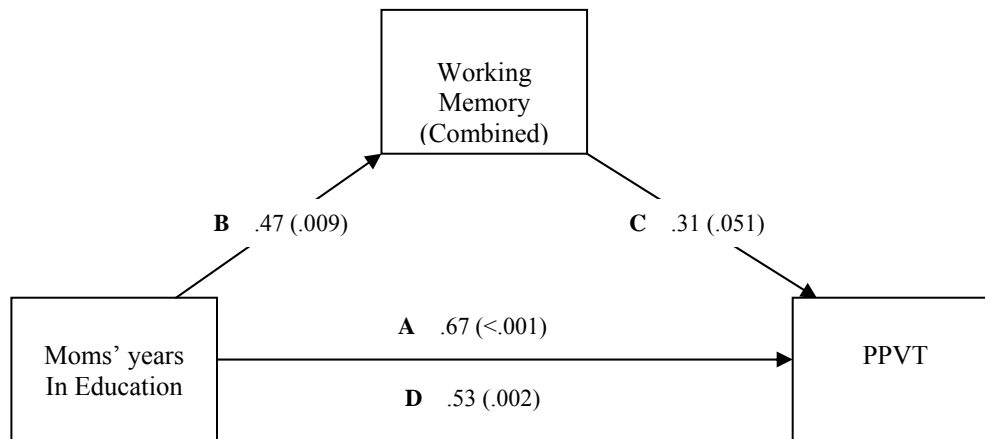 Working
Memory
(Combined)
B .47 (.009)
C .31 (.051)
A .67 (<.001)
Moms’ years
In Education
PPVT
D .53 (.002)